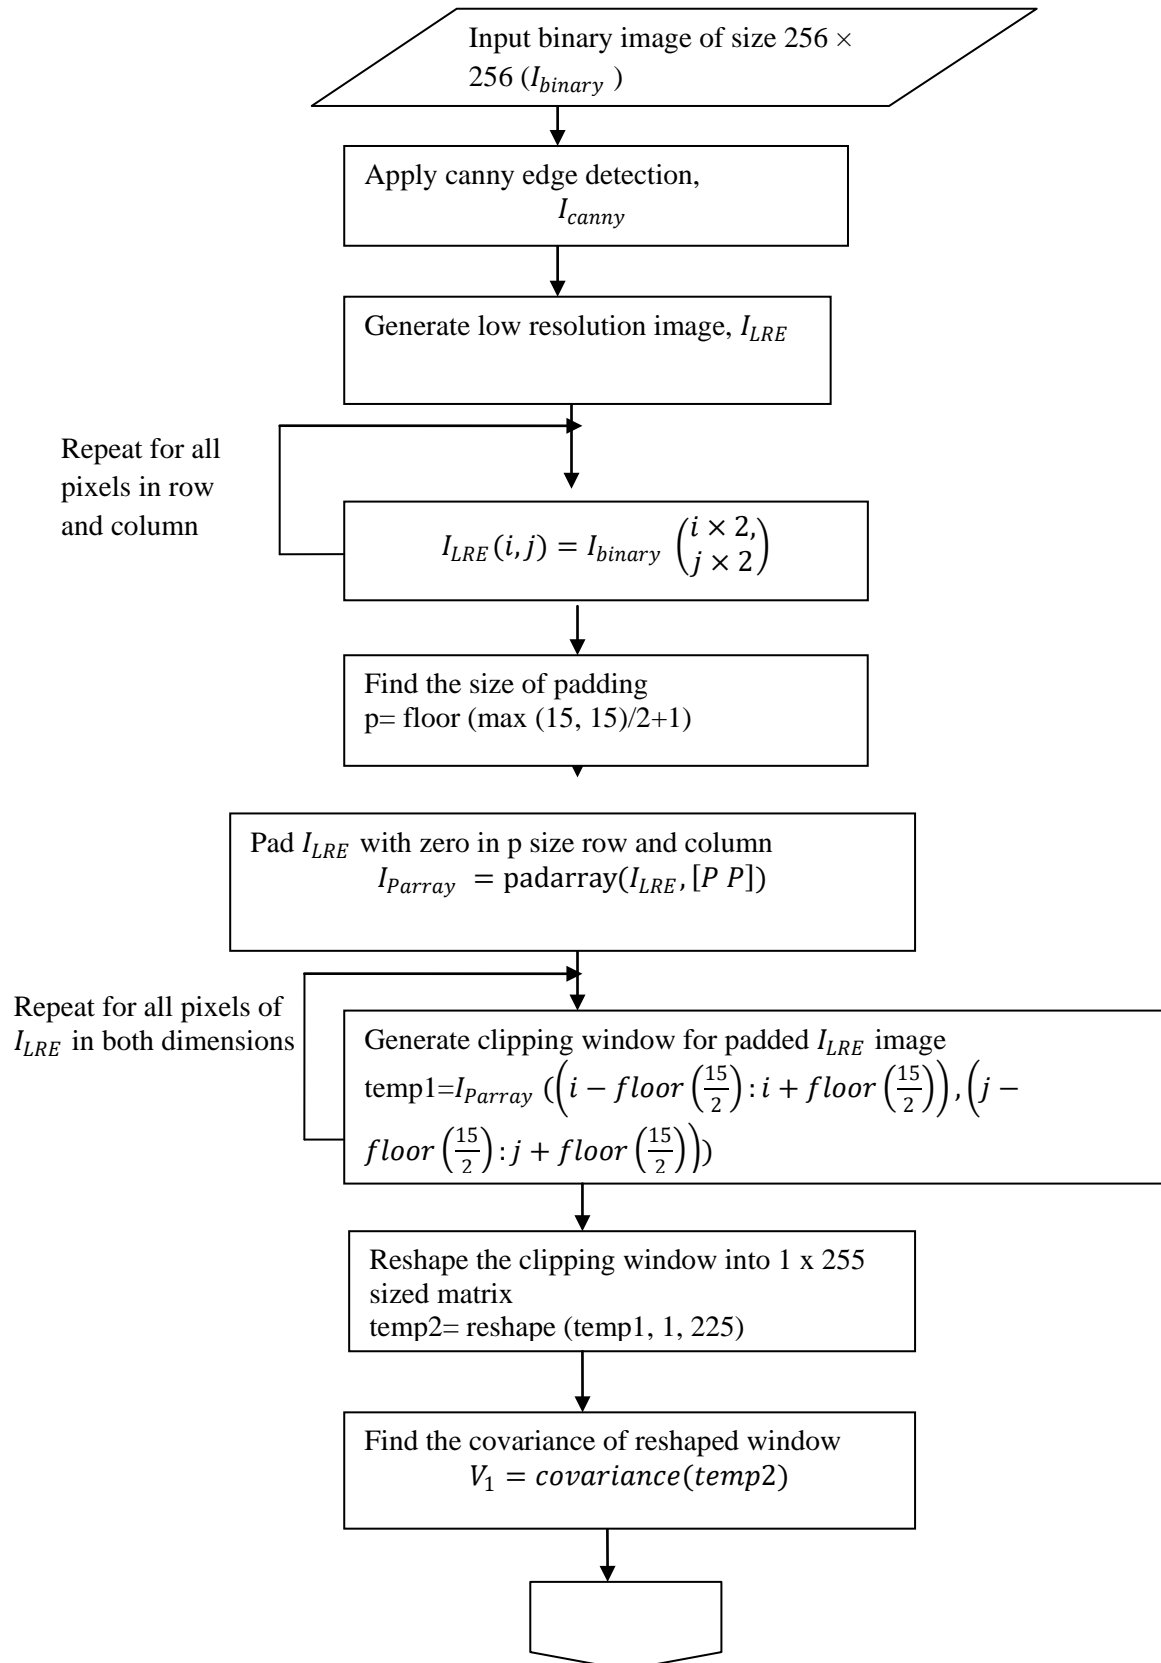 Input binary image of size 256 ×
256 (I_binary )
Apply canny edge detection,
I_canny
Generate low resolution image, I_LRE
Repeat for all
pixels in row
and column
I_LRE(i, j) = I_binary (i × 2,
j × 2)
Find the size of padding
p= floor (max (15, 15)/2+1)
Pad I_LRE with zero in p size row and column
I_Parray = padarray(I_LRE, [P P])
Repeat for all pixels of
I_LRE in both dimensions
Generate clipping window for padded I_LRE image
temp1=I_Parray ((i − floor (15/2) : i + floor (15/2)), (j −
floor (15/2) : j + floor (15/2)))
Reshape the clipping window into 1 x 255
sized matrix
temp2= reshape (temp1, 1, 225)
Find the covariance of reshaped window
V_1 = covariance(temp2)